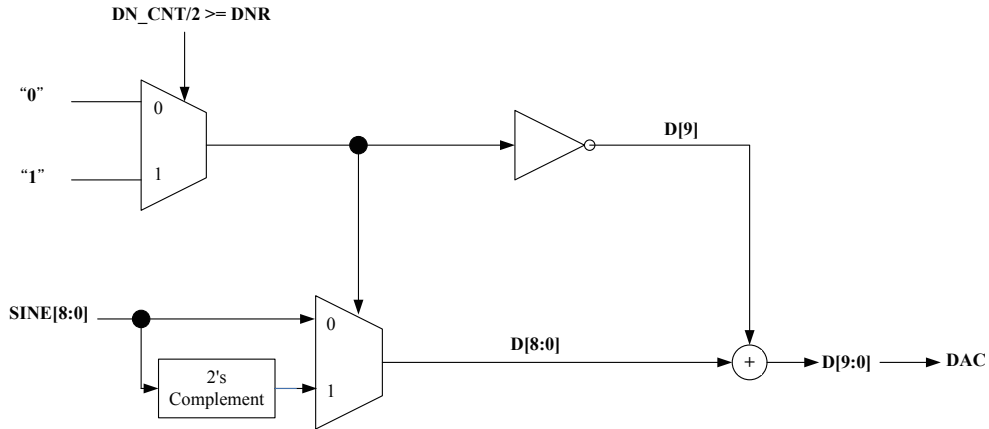 DN_CNT/2 >= DNR
“0”
0
“1”
1
D[9]
SINE[8:0]
0
D[8:0]
+
D[9:0]
DAC
2's
Complement
1